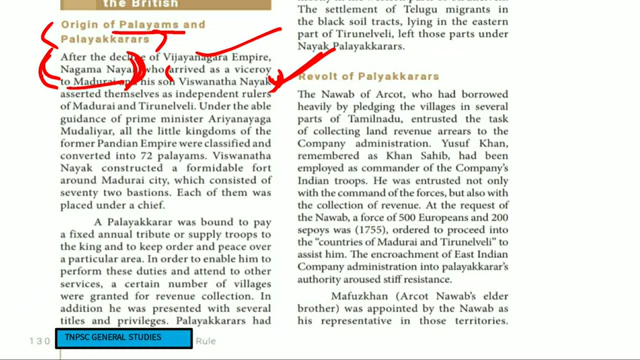 the British
Origin of Palayams and
Palayakkarars
After the decline of Vijayanagara Empire,
Nagama Nayak who arrived as a viceroy
to Madurai and his son Viswanatha Nayak
asserted themselves as independent rulers
of Madurai and Tirunelveli. Under the able
guidance of prime minister Ariyanayaga
Mudaliyar, all the little kingdoms of the
former Pandian Empire were classified and
converted into 72 palayams. Viswanatha
Nayak constructed a formidable fort
around Madurai city, which consisted of
seventy two bastions. Each of them was
placed under a chief.
A Palayakkarar was bound to pay
a fixed annual tribute or supply troops to
the king and to keep order and peace over
a particular area. In order to enable him to
perform these duties and attend to other
services, a certain number of villages
were granted for revenue collection. In
addition he was presented with several
titles and privileges. Palayakkarars had
The settlement of Telugu migrants in
the black soil tracts, lying in the eastern
part of Tirunelveli, left those parts under
Nayak Palayakkarars.
Revolt of Palyakkarars
The Nawab of Arcot, who had borrowed
heavily by pledging the villages in several
parts of Tamilnadu, entrusted the task
of collecting land revenue arrears to the
Company administration. Yusuf Khan,
remembered as Khan Sahib, had been
employed as commander of the Company's
Indian troops. He was entrusted not only
with the command of the forces, but also with
the collection of revenue. At the request of
the Nawab, a force of 500 Europeans and 200
sepoys was (1755), ordered to proceed into
the "countries of Madurai and Tirunelveli" to
assist him. The encroachment of East Indian
Company administration into palayakkarar's
authority aroused stiff resistance.
Mafuzkhan (Arcot Nawab's elder
brother) was appointed by the Nawab as
his representative in those territories.
130 TNPSC GENERAL STUDIES Rule